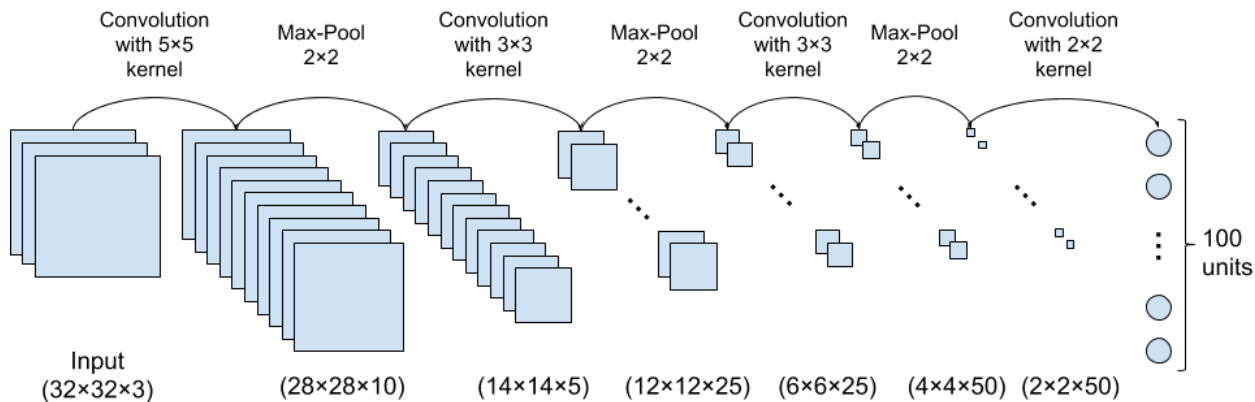 Convolution
with 5×5
kernel
Max-Pool
2×2
Convolution
with 3×3
kernel
Max-Pool
2×2
Convolution
with 3×3
kernel
Max-Pool
2×2
Convolution
with 2×2
kernel
100
units
Input
(32×32×3)
(28×28×10)
(14×14×5)
(12×12×25)
(6×6×25)
(4×4×50)
(2×2×50)